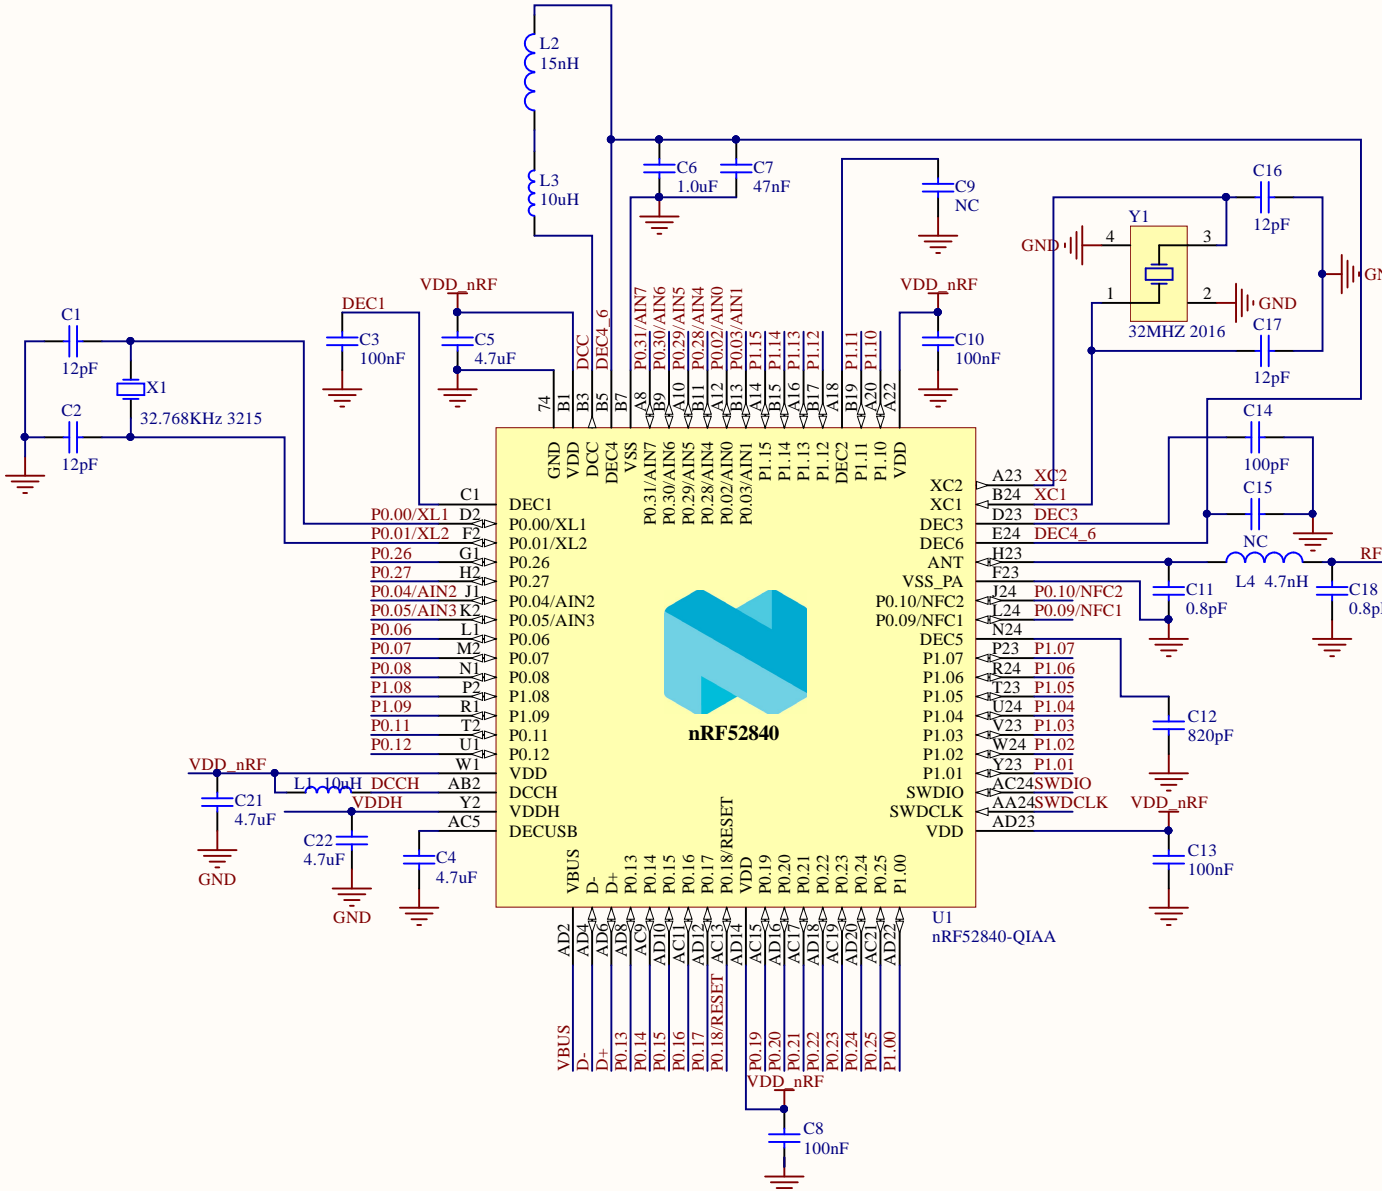 L2
15nH
L3
10uH
C6
1.0uF
C7
47nF
C9
NC
C16
12pF
Y1
4
3
1
2
GND
GND
32MHZ 2016
C17
12pF
VDD_nRF
C5
4.7uF
DEC1
C3
100nF
VDD_nRF
C10
100nF
C1
12pF
X1
32.768KHz 3215
C2
12pF
DCC
DEC4_6
P0.31/AIN7
P0.30/AIN6
P0.29/AIN5
P0.28/AIN4
P0.02/AIN0
P0.03/AIN1
P1.15
P1.14
P1.13
P1.12
P1.11
P1.10
74
B1
B3
B5
B7
A8
B9
A10
B11
A12
B13
A14
B15
A16
B17
A18
B19
A20
A22
GND
VDD
DCC
DEC4
VSS
P0.31/AIN7
P0.30/AIN6
P0.29/AIN5
P0.28/AIN4
P0.02/AIN0
P0.03/AIN1
P1.15
P1.14
P1.13
P1.12
DEC2
P1.11
P1.10
VDD
C14
100pF
C15
NC
C1 DEC1
P0.00/XL1 D2 P0.00/XL1
P0.01/XL2 F2 P0.01/XL2
P0.26 G1 P0.26
P0.27 H2 P0.27
P0.04/AIN2 J1 P0.04/AIN2
P0.05/AIN3 K2 P0.05/AIN3
P0.06 L1 P0.06
P0.07 M2 P0.07
P0.08 N1 P0.08
P1.08 P2 P1.08
P1.09 R1 P1.09
P0.11 T2 P0.11
P0.12 U1 P0.12
VDD_nRF W1 VDD
L1 10uH DCCH AB2 DCCH
VDDH Y2 VDDH
AC5 DECUSB
C21
4.7uF
GND
C22
4.7uF
GND
C4
4.7uF
XC2 A23 XC2
XC1 B24 XC1
DEC3 D23 DEC3
DEC6 E24 DEC4_6
ANT H23
VSS_PA F23
P0.10/NFC2 J24 P0.10/NFC2
P0.09/NFC1 L24 P0.09/NFC1
DEC5 N24
P1.07 P23 P1.07
P1.06 R24 P1.06
P1.05 T23 P1.05
P1.04 U24 P1.04
P1.03 V23 P1.03
P1.02 W24 P1.02
P1.01 Y23 P1.01
SWDIO AC24 SWDIO
SWDCLK AA24 SWDCLK
VDD AD23
L4 4.7nH
RF
C11
0.8pF
C18
C12
820pF
VDD_nRF
C13
100nF
nRF52840
VBUS
D-
D+
P0.13
P0.14
P0.15
P0.16
P0.17
P0.18/RESET
VDD
P0.19
P0.20
P0.21
P0.22
P0.23
P0.24
P0.25
P1.00
U1
nRF52840-QIAA
AD2
AD4
AD6
AD8
AC9
AD10
AC11
AD12
AC13
AD14
AC15
AD16
AC17
AD18
AC19
AD20
AC21
AD22
VBUS
D-
D+
P0.13
P0.14
P0.15
P0.16
P0.17
P0.18/RESET
P0.19
P0.20
P0.21
P0.22
P0.23
P0.24
P0.25
P1.00
VDD_nRF
C8
100nF